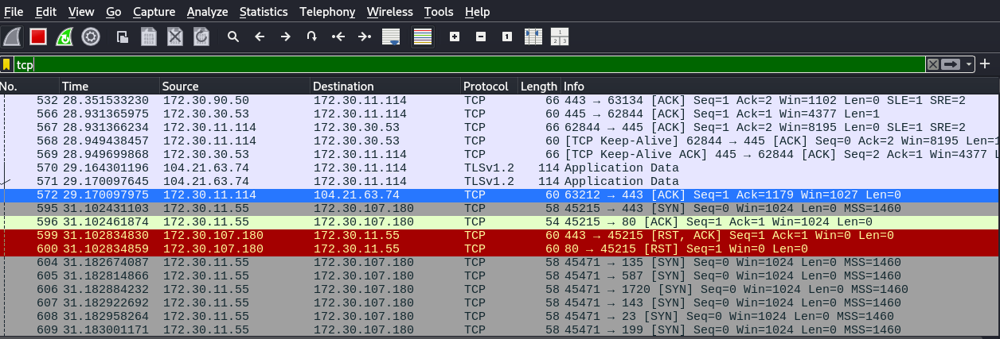 File Edit View Go Capture Analyze Statistics Telephony Wireless Tools Help
tcp
No. Time Source Destination Protocol Length Info
532 28.351533230 172.30.90.50 172.30.11.114 TCP 66 443 → 63134 [ACK] Seq=1 Ack=2 Win=1102 Len=0 SLE=1 SRE=2
566 28.931365975 172.30.30.53 172.30.11.114 TCP 60 445 → 62844 [ACK] Seq=1 Ack=1 Win=4377 Len=1
567 28.931366234 172.30.11.114 172.30.30.53 TCP 66 62844 → 445 [ACK] Seq=1 Ack=2 Win=8195 Len=0 SLE=1 SRE=2
568 28.949438457 172.30.11.114 172.30.30.53 TCP 60 [TCP Keep-Alive] 62844 → 445 [ACK] Seq=0 Ack=2 Win=8195 Len=1
569 28.949699868 172.30.30.53 172.30.11.114 TCP 66 [TCP Keep-Alive ACK] 445 → 62844 [ACK] Seq=2 Ack=1 Win=4377 L
570 29.164301196 104.21.63.74 172.30.11.114 TLSv1.2 114 Application Data
571 29.170097645 104.21.63.74 172.30.11.114 TLSv1.2 114 Application Data
572 29.170097975 172.30.11.114 104.21.63.74 TCP 60 63212 → 443 [ACK] Seq=1 Ack=1179 Win=1027 Len=0
595 31.102431103 172.30.11.55 172.30.107.180 TCP 58 45215 → 443 [SYN] Seq=0 Win=1024 Len=0 MSS=1460
596 31.102461874 172.30.11.55 172.30.107.180 TCP 54 45215 → 80 [ACK] Seq=1 Ack=1 Win=1024 Len=0
599 31.102834830 172.30.107.180 172.30.11.55 TCP 60 443 → 45215 [RST, ACK] Seq=1 Ack=1 Win=0 Len=0
600 31.102834859 172.30.107.180 172.30.11.55 TCP 60 80 → 45215 [RST] Seq=1 Win=0 Len=0
604 31.182674087 172.30.11.55 172.30.107.180 TCP 58 45471 → 135 [SYN] Seq=0 Win=1024 Len=0 MSS=1460
605 31.182814866 172.30.11.55 172.30.107.180 TCP 58 45471 → 587 [SYN] Seq=0 Win=1024 Len=0 MSS=1460
606 31.182884232 172.30.11.55 172.30.107.180 TCP 58 45471 → 1720 [SYN] Seq=0 Win=1024 Len=0 MSS=1460
607 31.182922692 172.30.11.55 172.30.107.180 TCP 58 45471 → 143 [SYN] Seq=0 Win=1024 Len=0 MSS=1460
608 31.182958264 172.30.11.55 172.30.107.180 TCP 58 45471 → 23 [SYN] Seq=0 Win=1024 Len=0 MSS=1460
609 31.183001171 172.30.11.55 172.30.107.180 TCP 58 45471 → 199 [SYN] Seq=0 Win=1024 Len=0 MSS=1460